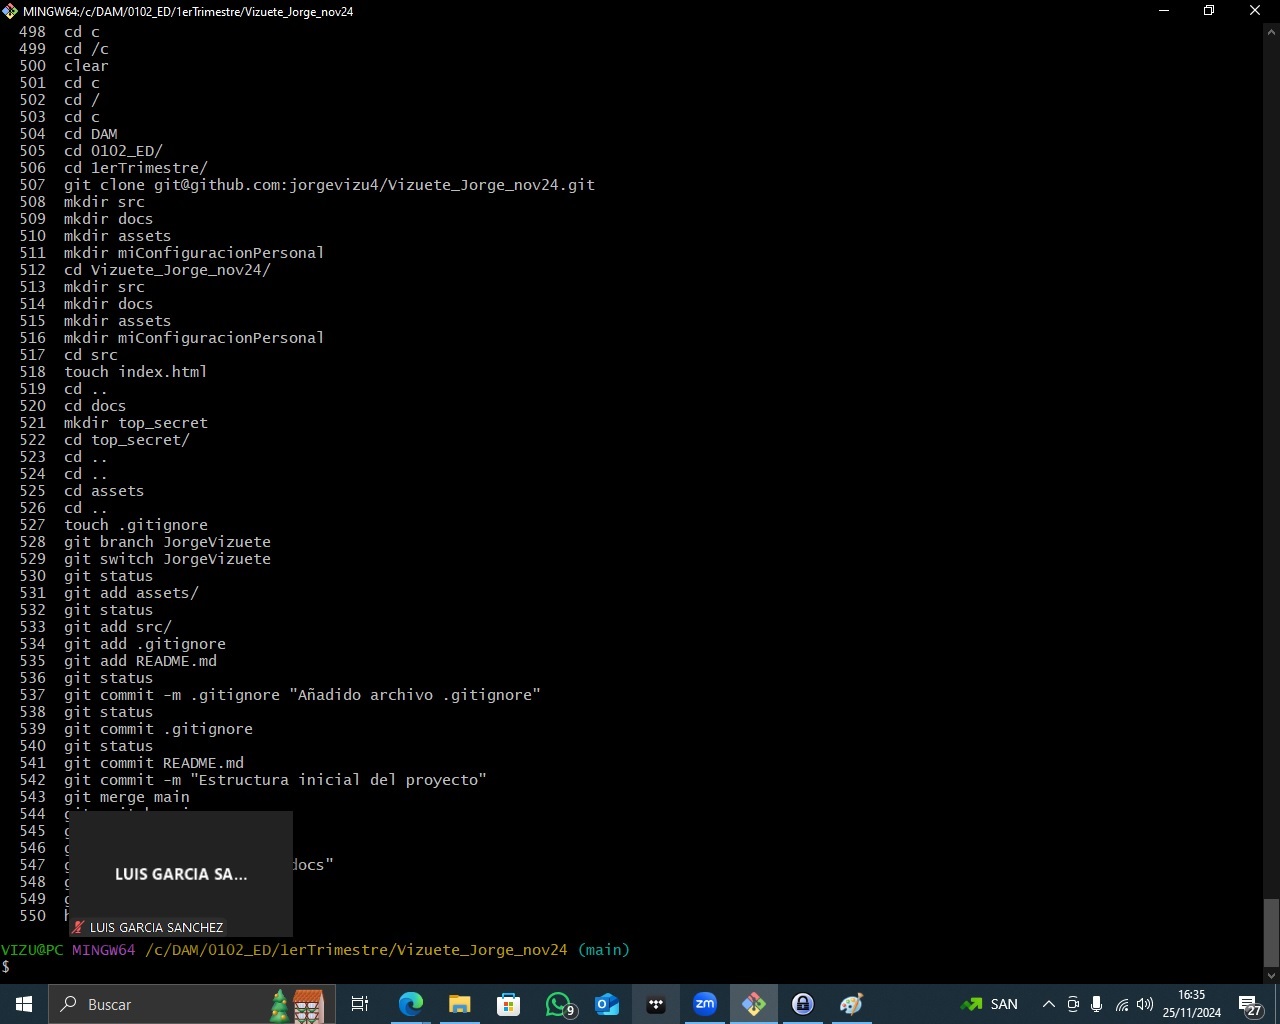 MINGW64:/c/DAM/0102_ED/1erTrimestre/Vizuete_Jorge_nov24
498 cd c
499 cd /c
500 clear
501 cd c
502 cd /
503 cd c
504 cd DAM
505 cd 0102_ED/
506 cd 1erTrimestre/
507 git clone git@github.com:jorgevizu4/Vizuete_Jorge_nov24.git
508 mkdir src
509 mkdir docs
510 mkdir assets
511 mkdir miConfiguracionPersonal
512 cd Vizuete_Jorge_nov24/
513 mkdir src
514 mkdir docs
515 mkdir assets
516 mkdir miConfiguracionPersonal
517 cd src
518 touch index.html
519 cd ..
520 cd docs
521 mkdir top_secret
522 cd top_secret/
523 cd ..
524 cd ..
525 cd assets
526 cd ..
527 touch .gitignore
528 git branch JorgeVizuete
529 git switch JorgeVizuete
530 git status
531 git add assets/
532 git status
533 git add src/
534 git add .gitignore
535 git add README.md
536 git status
537 git commit -m .gitignore "Añadido archivo .gitignore"
538 git status
539 git commit .gitignore
540 git status
541 git commit README.md
542 git commit -m "Estructura inicial del proyecto"
543 git merge main
544
545
546
547 docs"
548
549
550
LUIS GARCIA SA...
LUIS GARCIA SANCHEZ
VIZU@PC MINGW64 /c/DAM/0102_ED/1erTrimestre/Vizuete_Jorge_nov24 (main)
$
Buscar
9
zm
SAN
16:35
25/11/2024
27